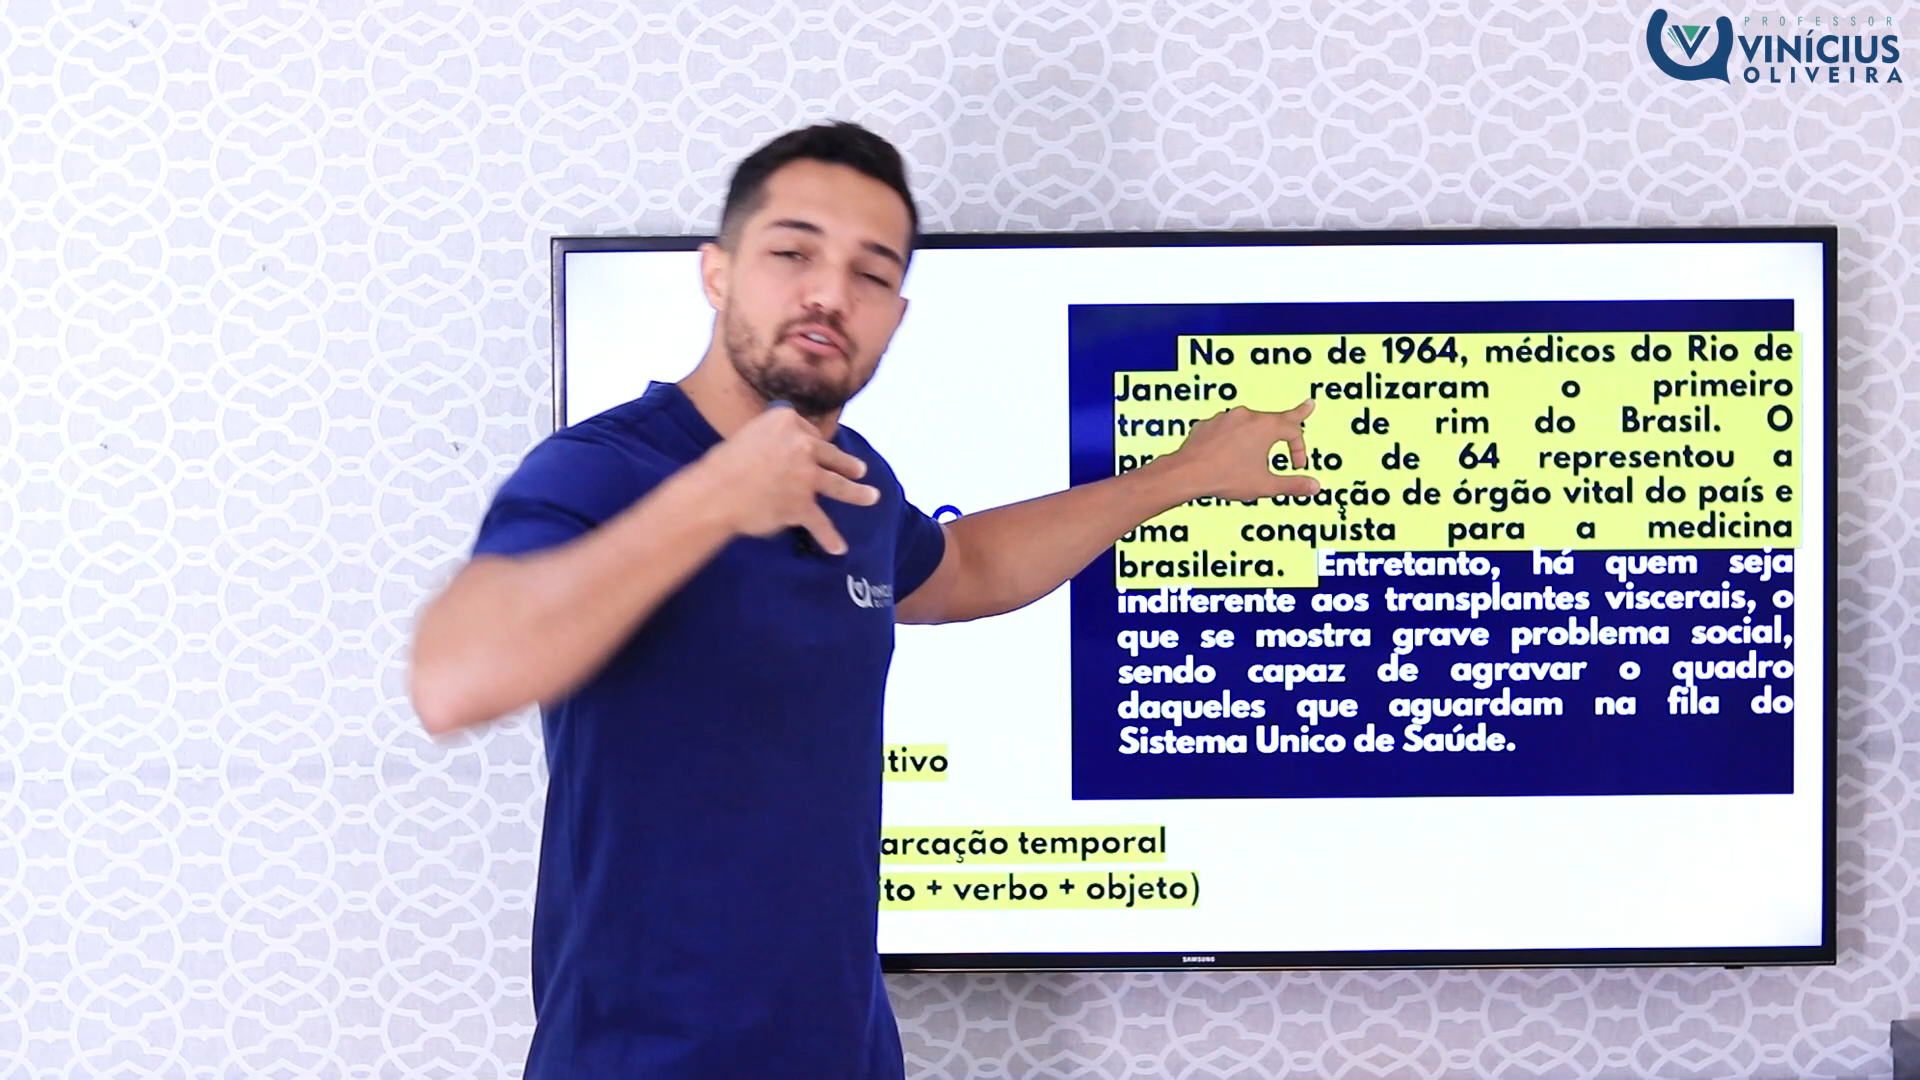 PROFESSOR
VINÍCIUS
OLIVEIRA
No ano de 1964, médicos do Rio de
Janeiro realizaram o primeiro
de rim do Brasil. O
de 64 representou a
de órgão vital do país e
uma conquista para a medicina
brasileira. Entretanto, há quem seja
indiferente aos transplantes viscerais, o
que se mostra grave problema social,
sendo capaz de agravar o quadro
daqueles que aguardam na fila do
Sistema Unico de Saúde.
tivo
arcação temporal
ito + verbo + objeto)
SAMSUNG